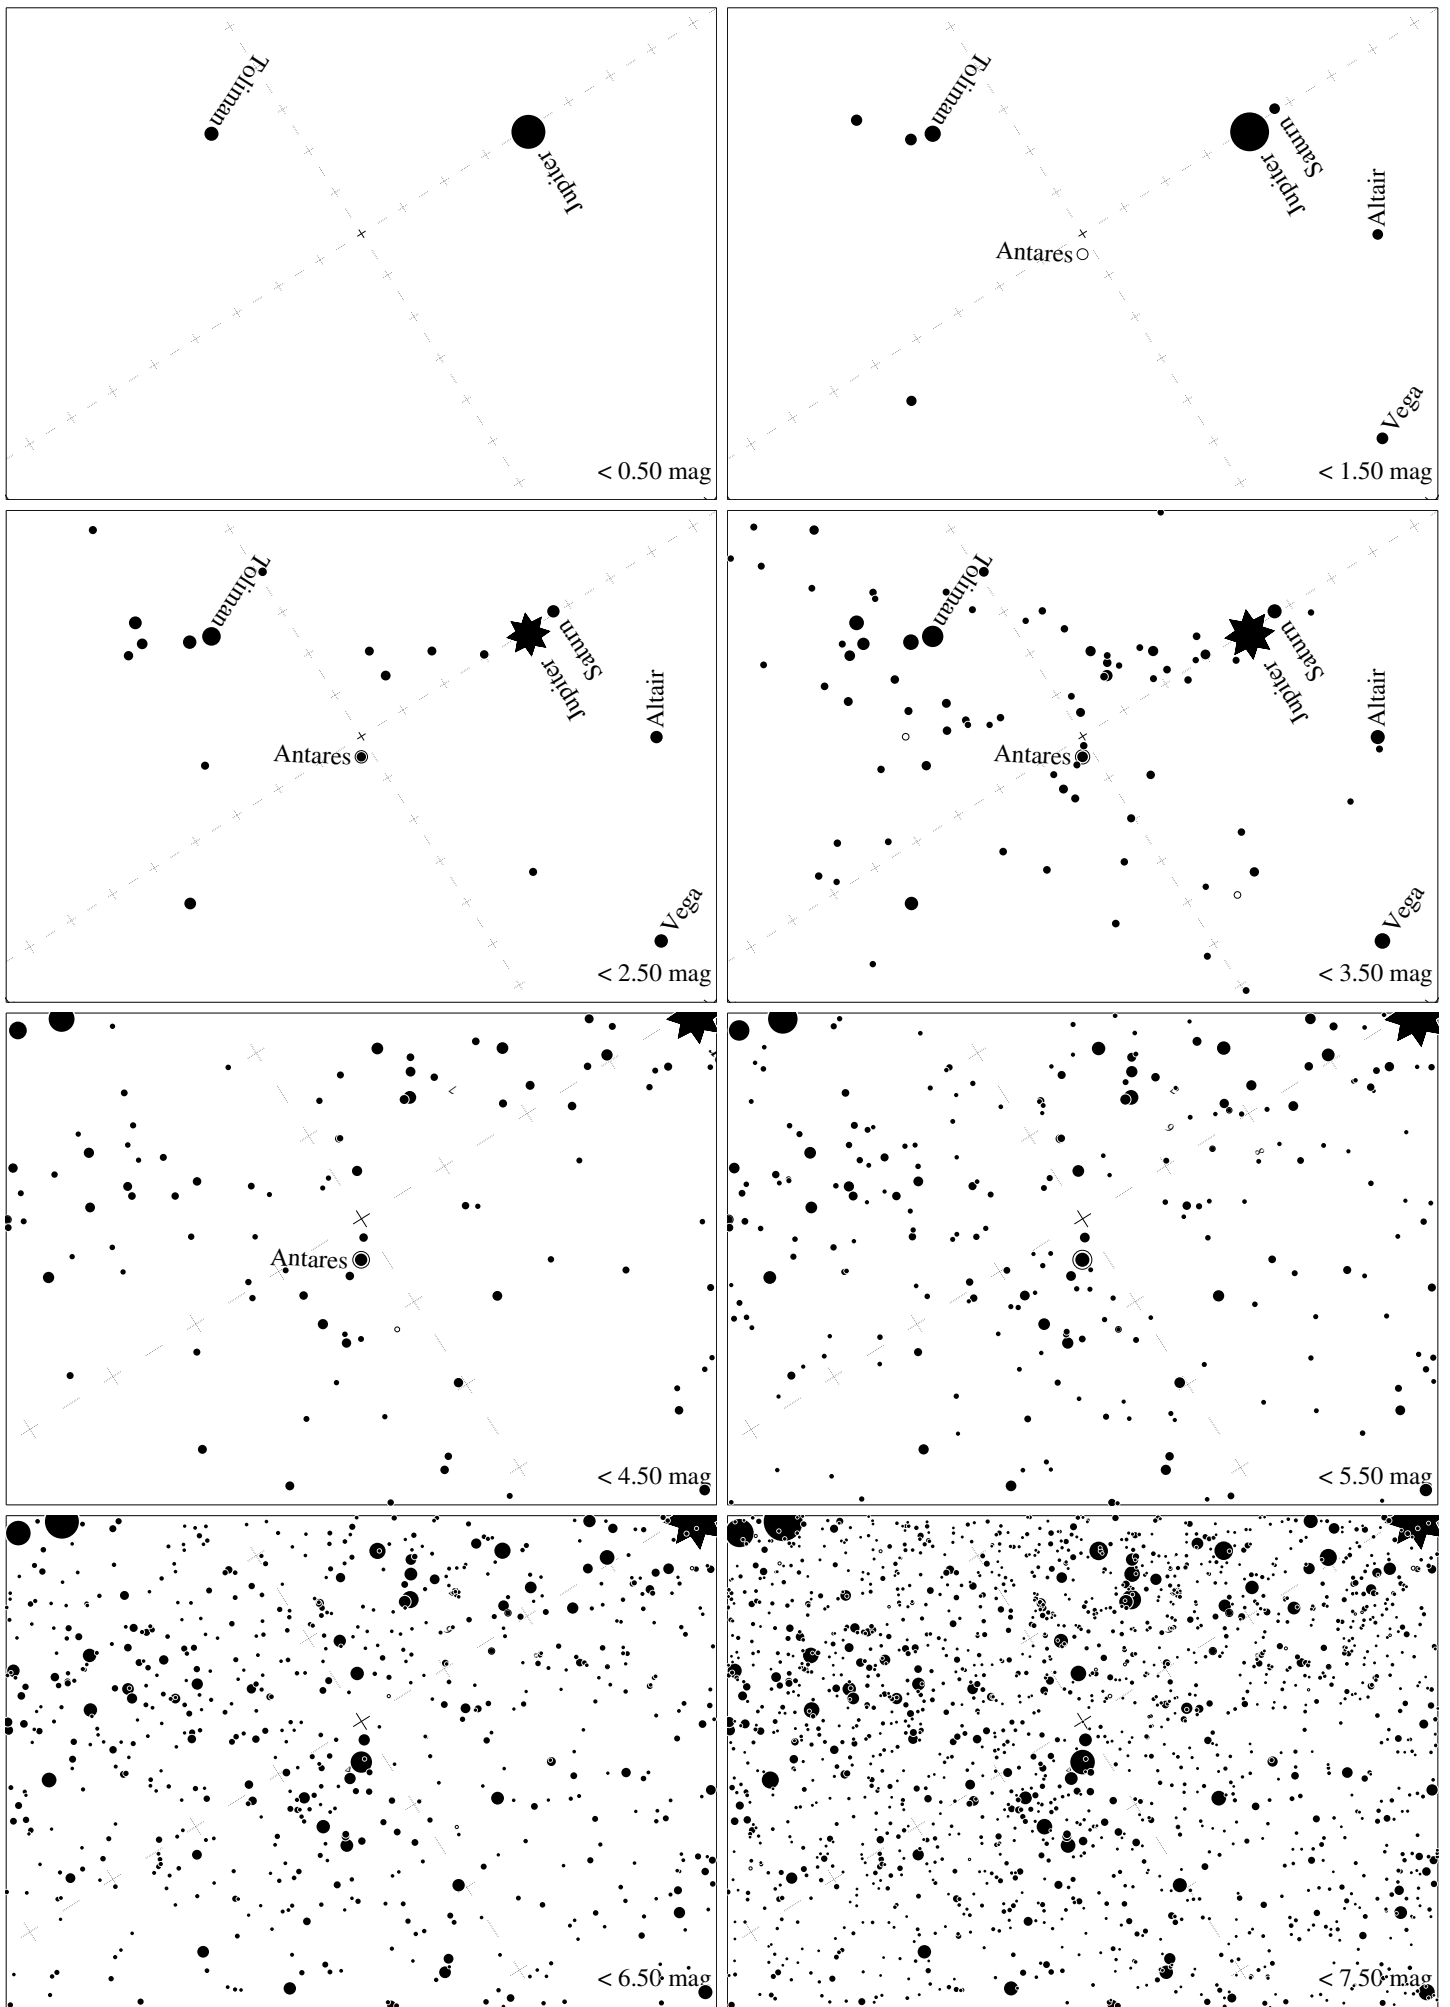 Toliman
Jupiter
< 0.50 mag
Toliman
Saturn
Jupiter
Altair
Antares
Vega
< 1.50 mag
Toliman
Saturn
Jupiter
Altair
Antares
Vega
< 2.50 mag
Toliman
Saturn
Jupiter
Altair
Antares
Vega
< 3.50 mag
Antares
< 4.50 mag
6
8
< 5.50 mag
< 6.50 mag
< 7.50 mag